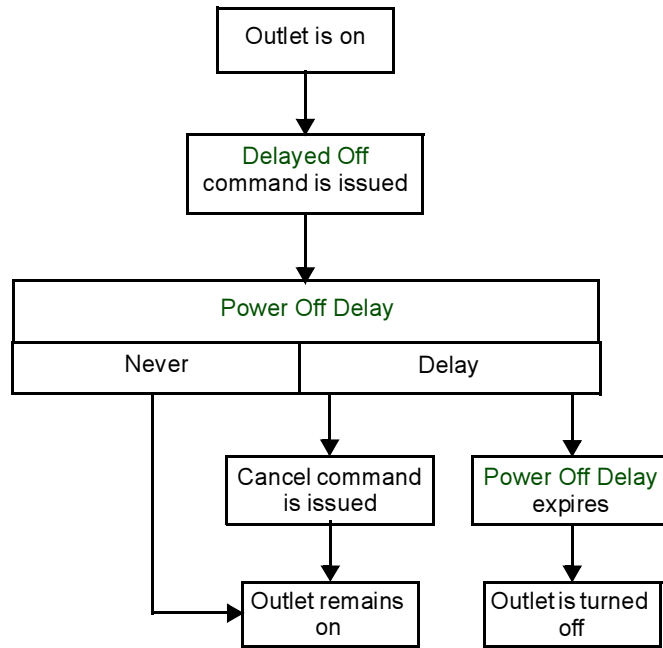 Outlet is on
Delayed Off
command is issued
Power Off Delay
Never
Delay
Cancel command
is issued
Power Off Delay
expires
Outlet remains
on
Outlet is turned
off